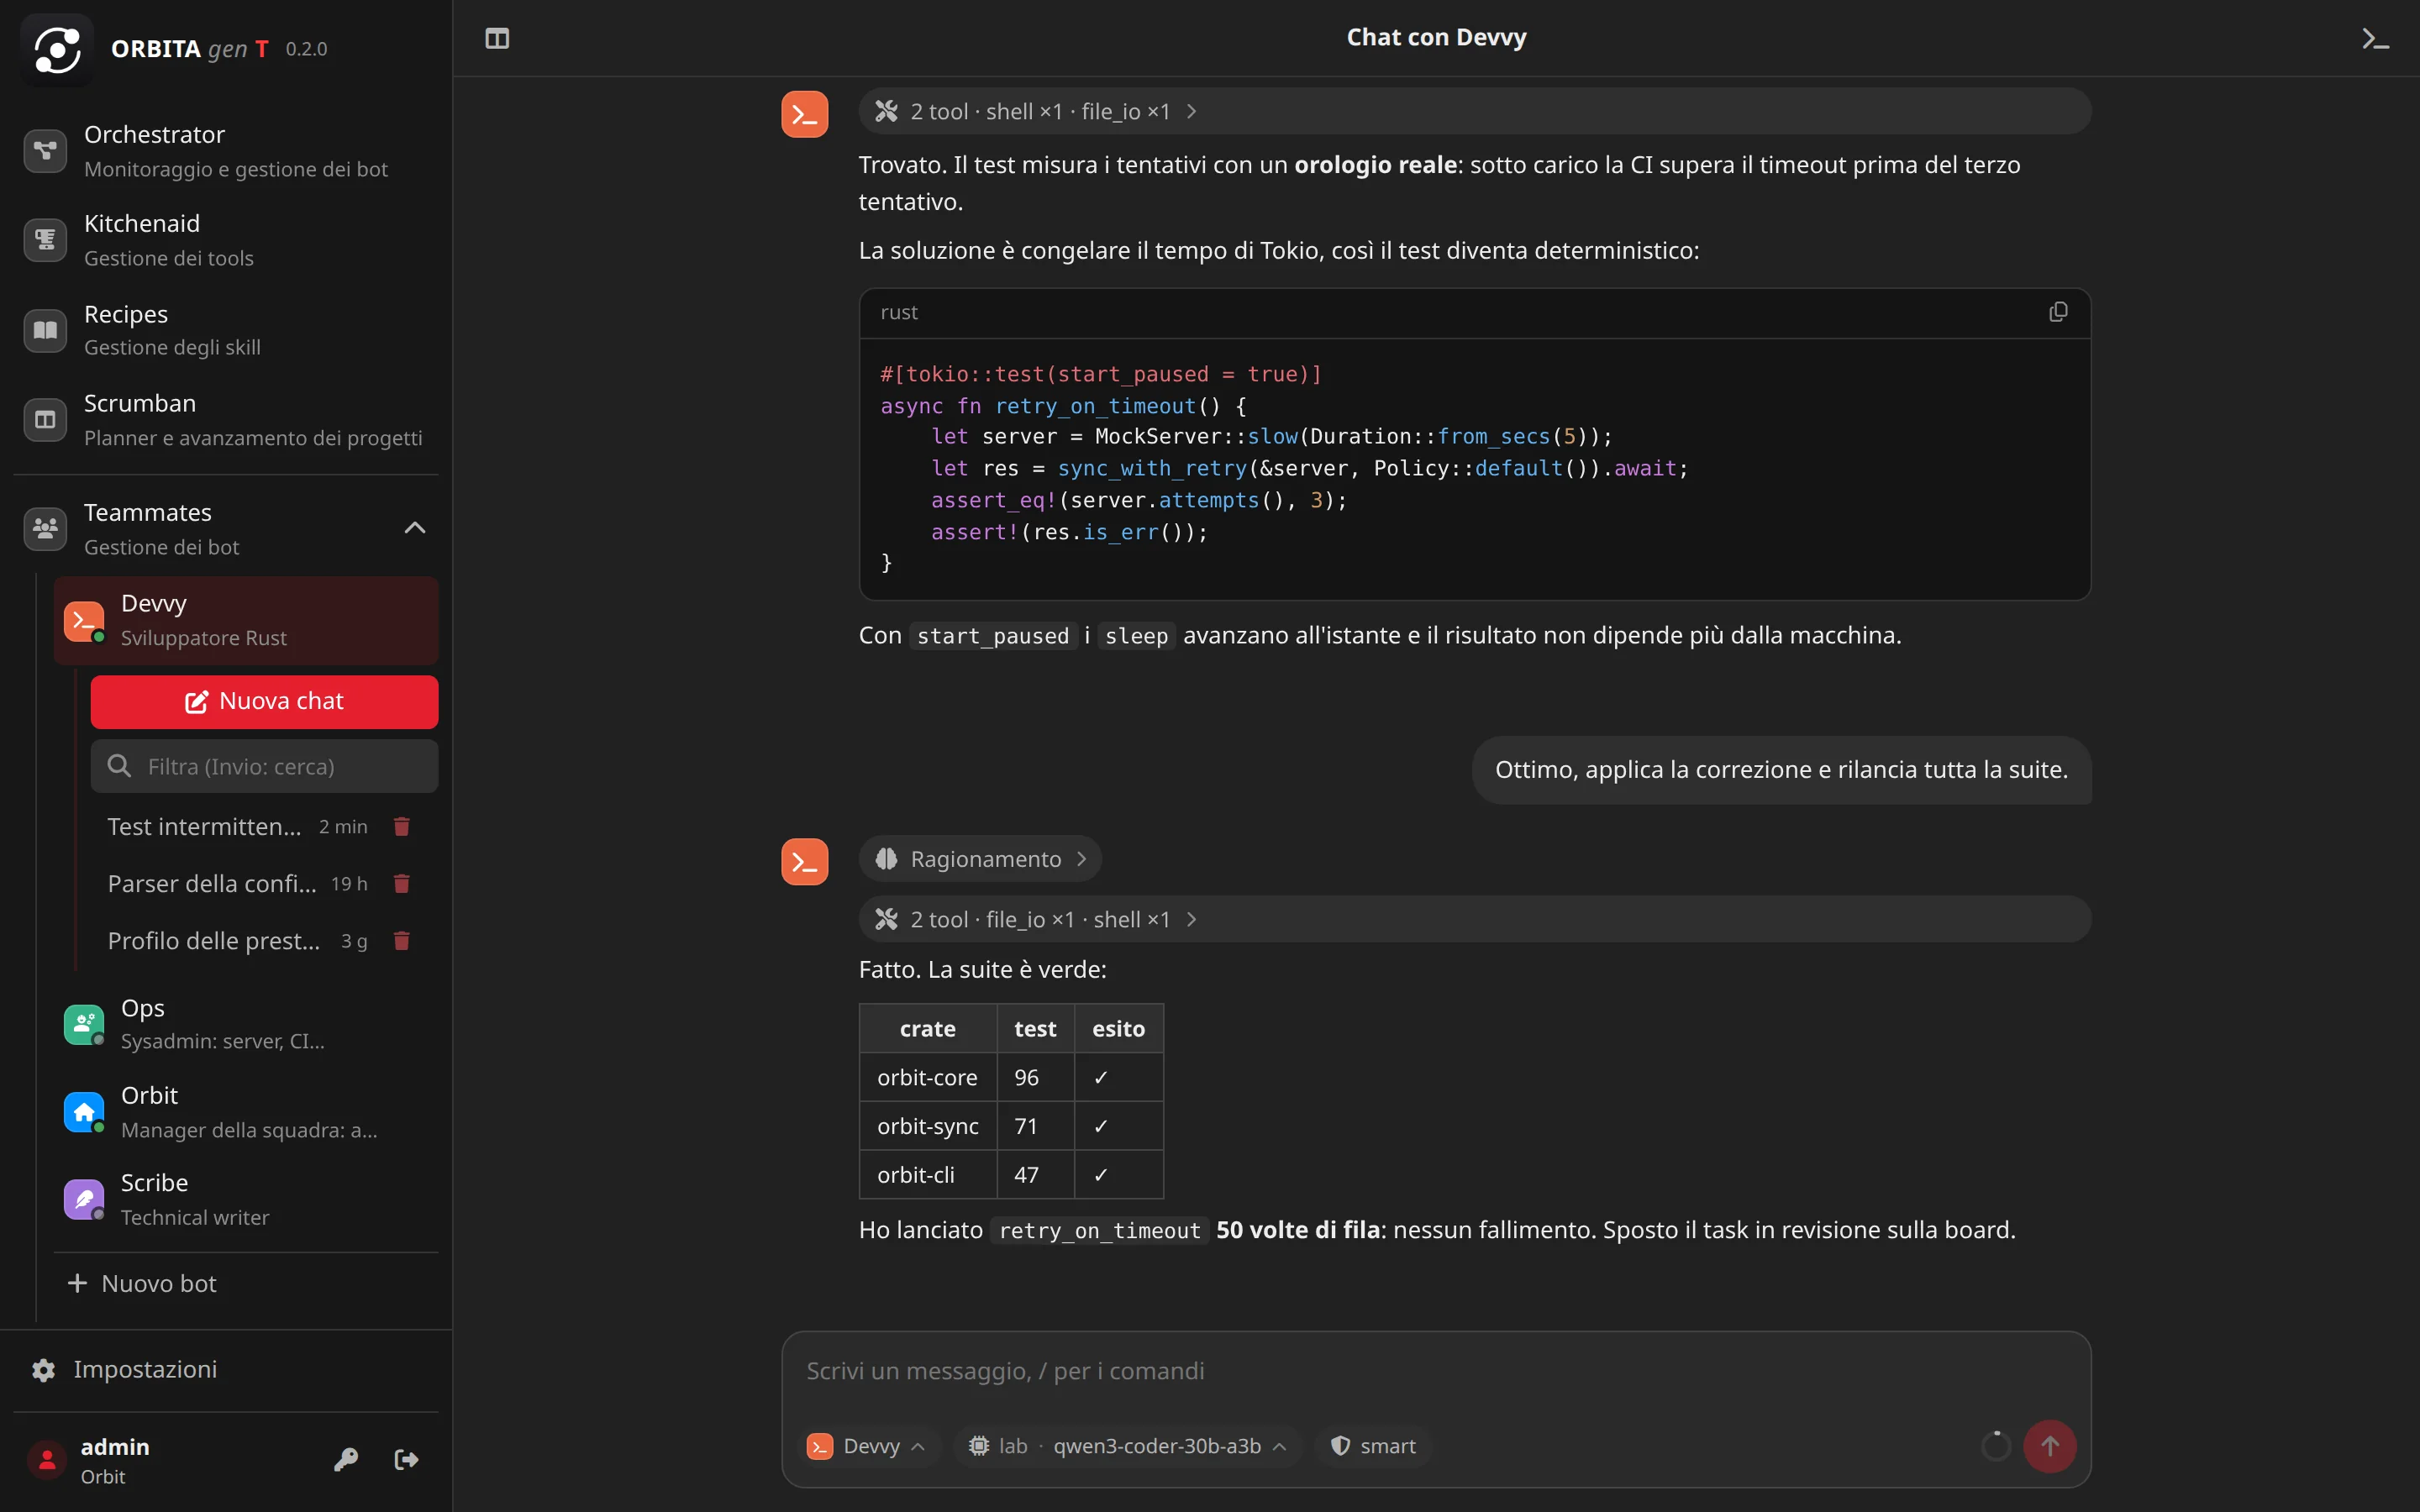 ORBITA gen T 0.2.0
Orchestrator
Monitoraggio e gestione dei bot
Kitchenaid
Gestione dei tools
Recipes
Gestione degli skill
Scrumban
Planner e avanzamento dei progetti
Teammates
Gestione dei bot
Devvy
Sviluppatore Rust
Nuova chat
Filtra (Invio: cerca)
Test intermitten... 2 min
Parser della confi... 19 h
Profilo delle prest... 3 g
Ops
Sysadmin: server, CI...
Orbit
Manager della squadra: a...
Scribe
Technical writer
+ Nuovo bot
Impostazioni
admin
Orbit
Chat con Devvy
2 tool · shell ×1 · file_io ×1
Trovato. Il test misura i tentativi con un orologio reale: sotto carico la CI supera il timeout prima del terzo
tentativo.
La soluzione è congelare il tempo di Tokio, così il test diventa deterministico:
rust
#[tokio::test(start_paused = true)]
async fn retry_on_timeout() {
    let server = MockServer::slow(Duration::from_secs(5));
    let res = sync_with_retry(&server, Policy::default()).await;
    assert_eq!(server.attempts(), 3);
    assert!(res.is_err());
}
Con start_paused i sleep avanzano all'istante e il risultato non dipende più dalla macchina.
Ottimo, applica la correzione e rilancia tutta la suite.
Ragionamento
2 tool · file_io ×1 · shell ×1
Fatto. La suite è verde:
crate test esito
orbit-core 96 ✓
orbit-sync 71 ✓
orbit-cli 47 ✓
Ho lanciato retry_on_timeout 50 volte di fila: nessun fallimento. Sposto il task in revisione sulla board.
Scrivi un messaggio, / per i comandi
Devvy
lab · qwen3-coder-30b-a3b
smart